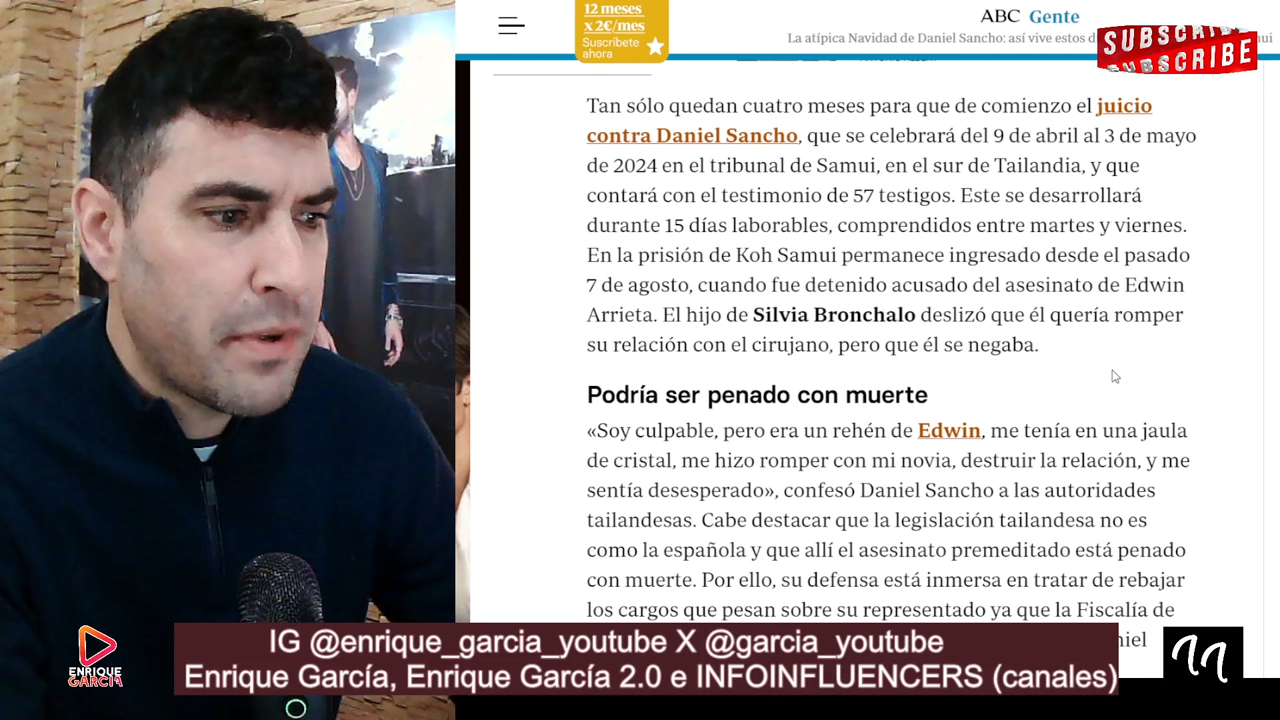 12 meses
x 2€/mes
Suscríbete
ahora
ABC Gente
La atípica Navidad de Daniel Sancho: así vive estos d
mui
SUBSCRIBE
SUBSCRIBE
Tan sólo quedan cuatro meses para que de comienzo el juicio
contra Daniel Sancho, que se celebrará del 9 de abril al 3 de mayo
de 2024 en el tribunal de Samui, en el sur de Tailandia, y que
contará con el testimonio de 57 testigos. Este se desarrollará
durante 15 días laborables, comprendidos entre martes y viernes.
En la prisión de Koh Samui permanece ingresado desde el pasado
7 de agosto, cuando fue detenido acusado del asesinato de Edwin
Arrieta. El hijo de Silvia Bronchalo deslizó que él quería romper
su relación con el cirujano, pero que él se negaba.
Podría ser penado con muerte
«Soy culpable, pero era un rehén de Edwin, me tenía en una jaula
de cristal, me hizo romper con mi novia, destruir la relación, y me
sentía desesperado», confesó Daniel Sancho a las autoridades
tailandesas. Cabe destacar que la legislación tailandesa no es
como la española y que allí el asesinato premeditado está penado
con muerte. Por ello, su defensa está inmersa en tratar de rebajar
los cargos que pesan sobre su representado ya que la Fiscalía de
niel
IG @enrique_garcia_youtube X @garcia_youtube
Enrique García, Enrique García 2.0 e INFOINFLUENCERS (canales)
ENRIQUE
GARCÍA